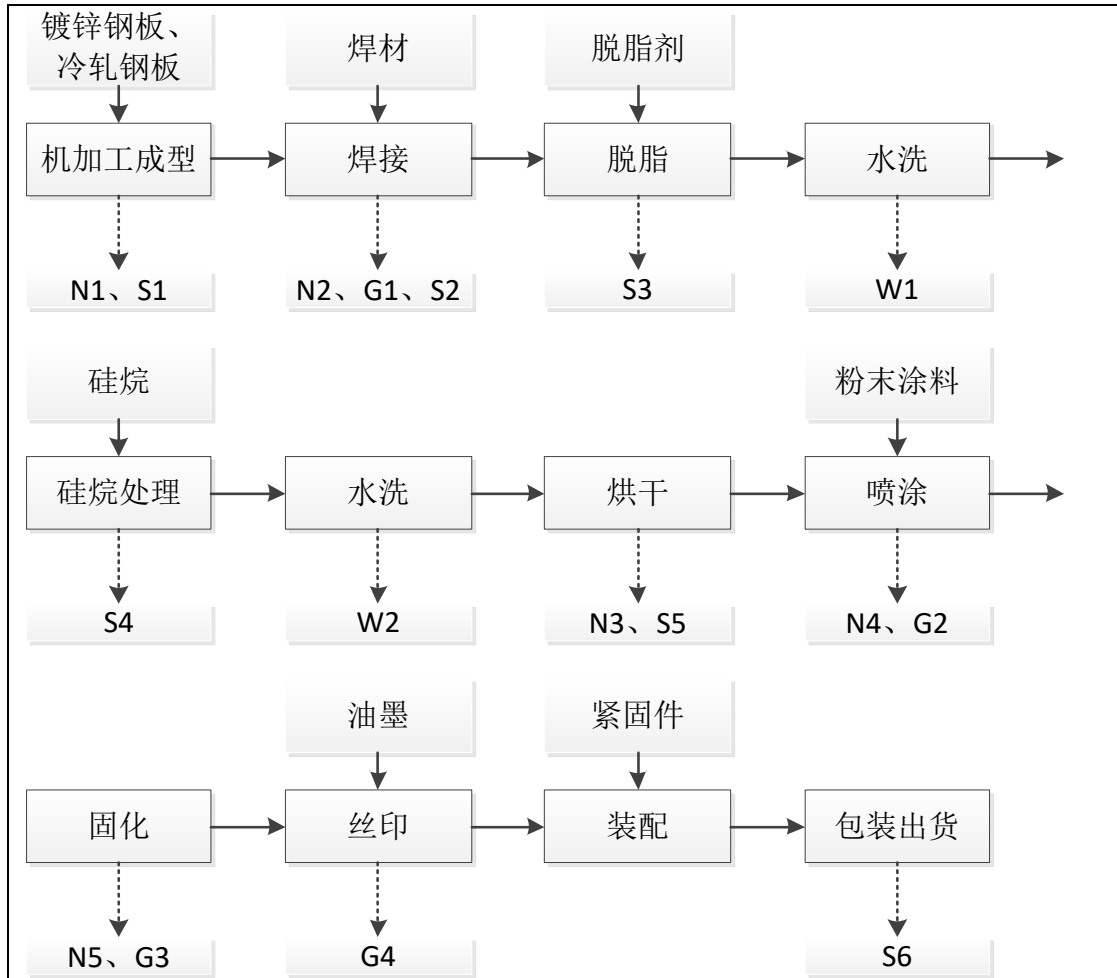 镀锌钢板、
冷轧钢板
焊材
脱脂剂
机加工成型
焊接
脱脂
水洗
N1、S1
N2、G1、S2
S3
W1
硅烷
粉末涂料
硅烷处理
水洗
烘干
喷涂
S4
W2
N3、S5
N4、G2
油墨
紧固件
固化
丝印
装配
包装出货
N5、G3
G4
S6